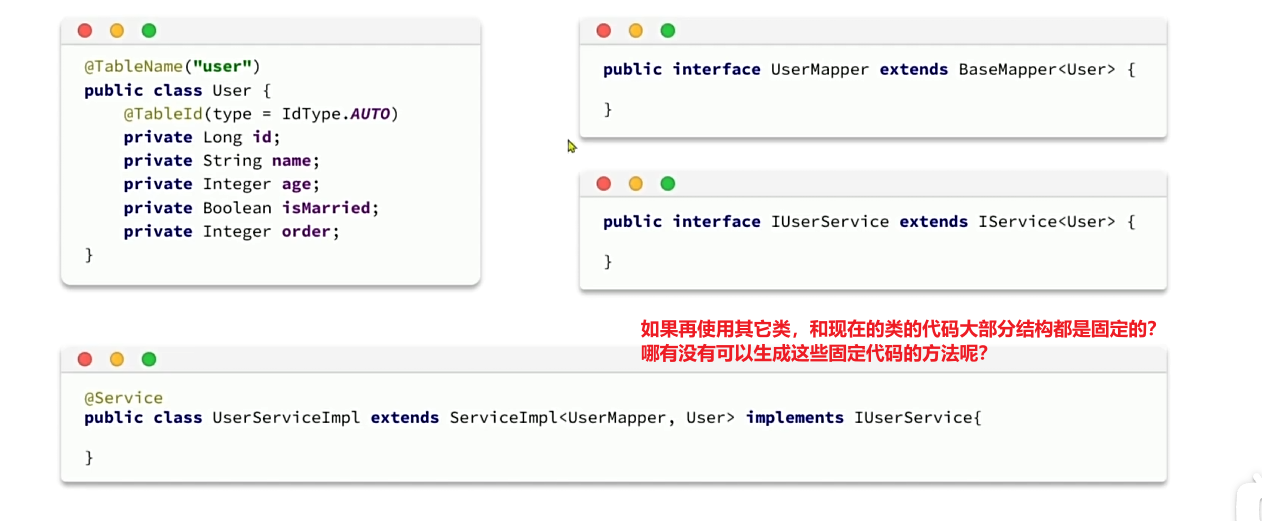 @TableName("user")
public class User {
@TableId(type = IdType.AUTO)
private Long id;
private String name;
private Integer age;
private Boolean isMarried;
private Integer order;
}
public interface UserMapper extends BaseMapper<User> {
}
public interface IUserService extends IService<User> {
}
如果再使用其它类，和现在的类的代码大部分结构都是固定的？
哪有没有可以生成这些固定代码的方法呢？
@Service
public class UserServiceImpl extends ServiceImpl<UserMapper, User> implements IUserService{
}